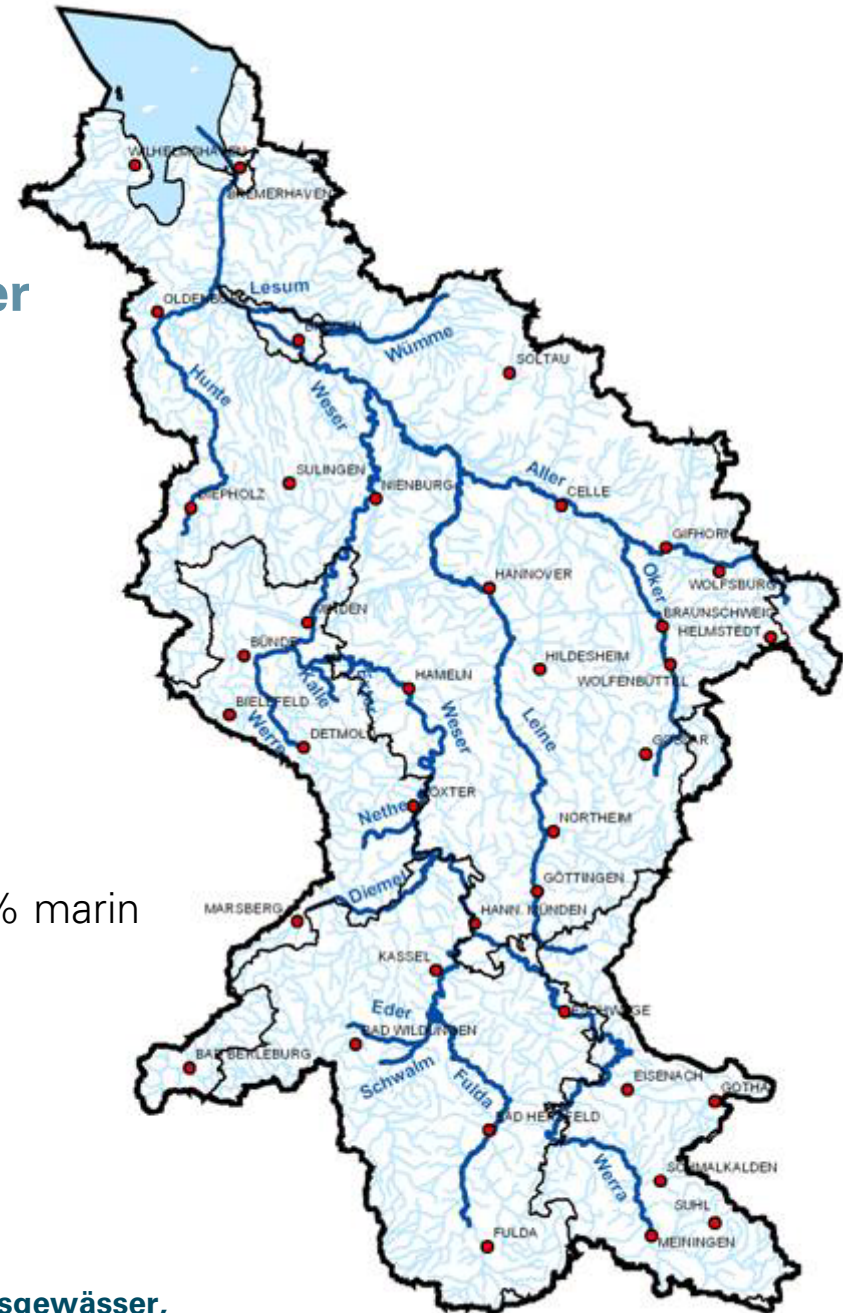 WILHELMSHAVEN
BREMERHAVEN
er
Lesum
OLDENBURG
BREMEN
Wümme
SOLTAU
Hunte
Weser
SULINGEN
Aller
DIEPHOLZ
NIENBURG
CELLE
GIFHORN
HANNOVER
Oker
WOLFSBURG
MINDEN
BRAUNSCHWEIG
HELMSTEDT
BÜNDE
HILDESHEIM
WOLFENBÜTTEL
Kalle
Exter
HAMELN
BIELEFELD
Werre
DETMOLD
Weser
Leine
GOSLAR
HÖXTER
Nethe
NORTHEIM
Diemel
GÖTTINGEN
% marin
MARSBERG
HANN. MÜNDEN
KASSEL
Eder
ESCHWEGE
BAD WILDUNGEN
BAD BERLEBURG
Schwalm
Fulda
EISENACH
GOTHA
BAD HERSFELD
Werra
SCHMALKALDEN
SUHL
FULDA
MEININGEN
sgewässer,